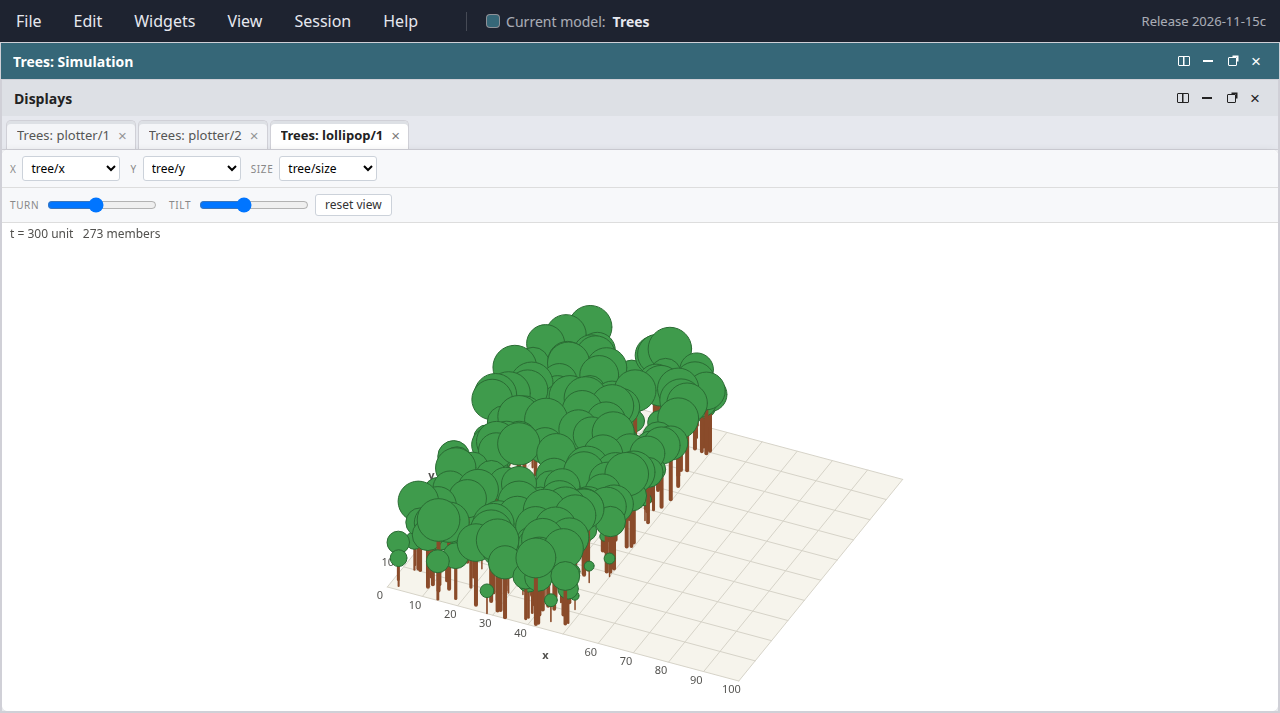 File Edit Widgets View Session Help Current model: Trees Release 2026-11-15c
Trees: Simulation
Displays
Trees: plotter/1 × Trees: plotter/2 × Trees: lollipop/1 ×
X tree/x Y tree/y SIZE tree/size
TURN TILT reset view
t = 300 unit 273 members
y
10
0
10
20
30
40
60
70
80
90
100
x